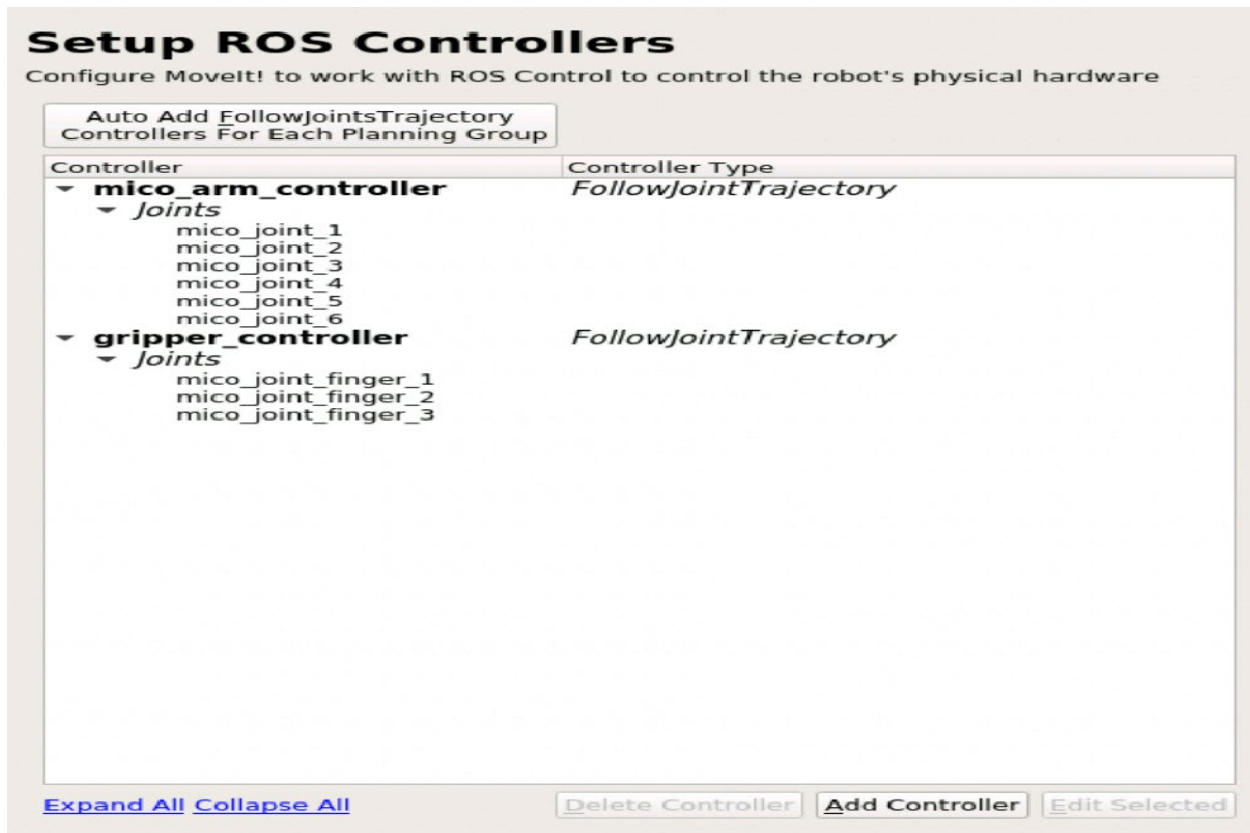 Setup ROS Controllers
Configure MoveIt! to work with ROS Control to control the robot's physical hardware
Auto Add FollowJointsTrajectory
Controllers For Each Planning Group
Controller Controller Type
mico_arm_controller FollowJointTrajectory
Joints
mico_joint_1
mico_joint_2
mico_joint_3
mico_joint_4
mico_joint_5
mico_joint_6
gripper_controller FollowJointTrajectory
Joints
mico_joint_finger_1
mico_joint_finger_2
mico_joint_finger_3
Expand All Collapse All Delete Controller Add Controller Edit Selected